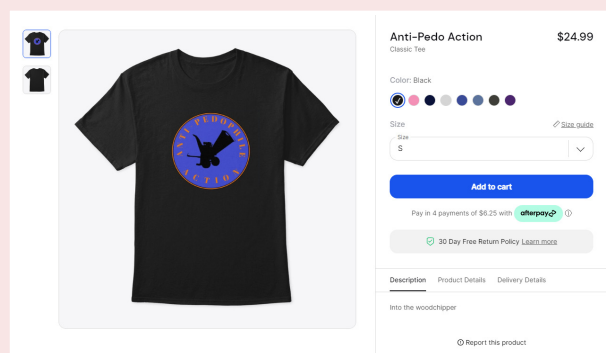 Anti-Pedo Action
$24.99
Classic Tee
Color: Black
Size
Size guide
Size
S
ANTI PEDOPHILE
ACTION
Add to cart
Pay in 4 payments of $6.25 with afterpay
30 Day Free Return Policy Learn more
Description Product Details Delivery Details
Into the woodchipper
Report this product